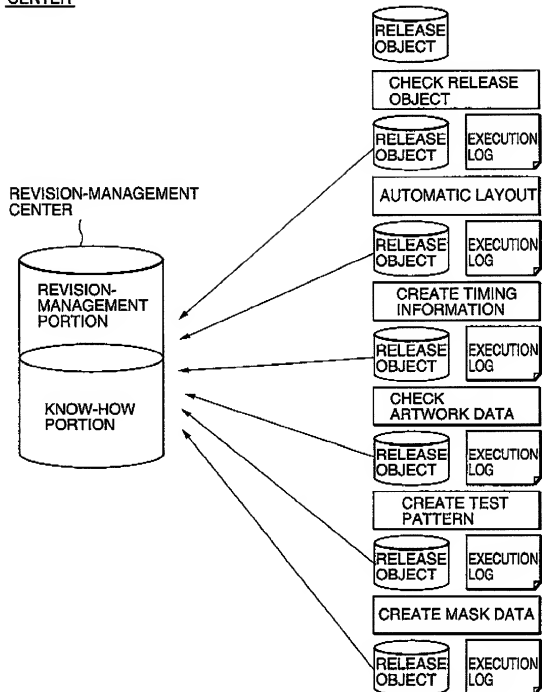 CENTER
RELEASE
OBJECT
CHECK RELEASE
OBJECT
RELEASE
OBJECT
EXECUTION
LOG
AUTOMATIC LAYOUT
RELEASE
OBJECT
EXECUTION
LOG
CREATE TIMING
INFORMATION
RELEASE
OBJECT
EXECUTION
LOG
CHECK
ARTWORK DATA
RELEASE
OBJECT
EXECUTION
LOG
CREATE TEST
PATTERN
RELEASE
OBJECT
EXECUTION
LOG
CREATE MASK DATA
RELEASE
OBJECT
EXECUTION
LOG
REVISION-MANAGEMENT
CENTER
REVISION-
MANAGEMENT
PORTION
KNOW-HOW
PORTION